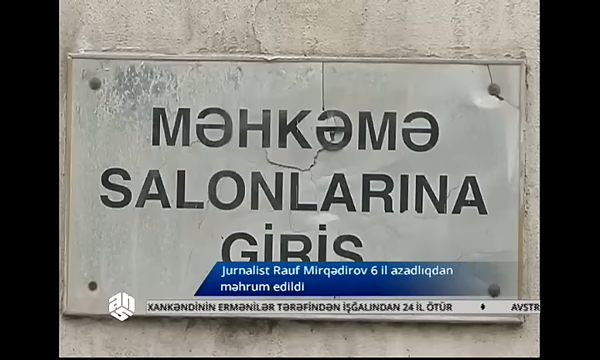 MƏHKƏMƏ
SALONLARINA
GİRİŞ
Jurnalist Rauf Mirqədirov 6 il azadlıqdan
məhrum edildi
ans
XANKƏNDİNİN ERMƏNİLƏR TƏRƏFİNDƏN İŞĞALINDAN 24 İL ÖTÜR